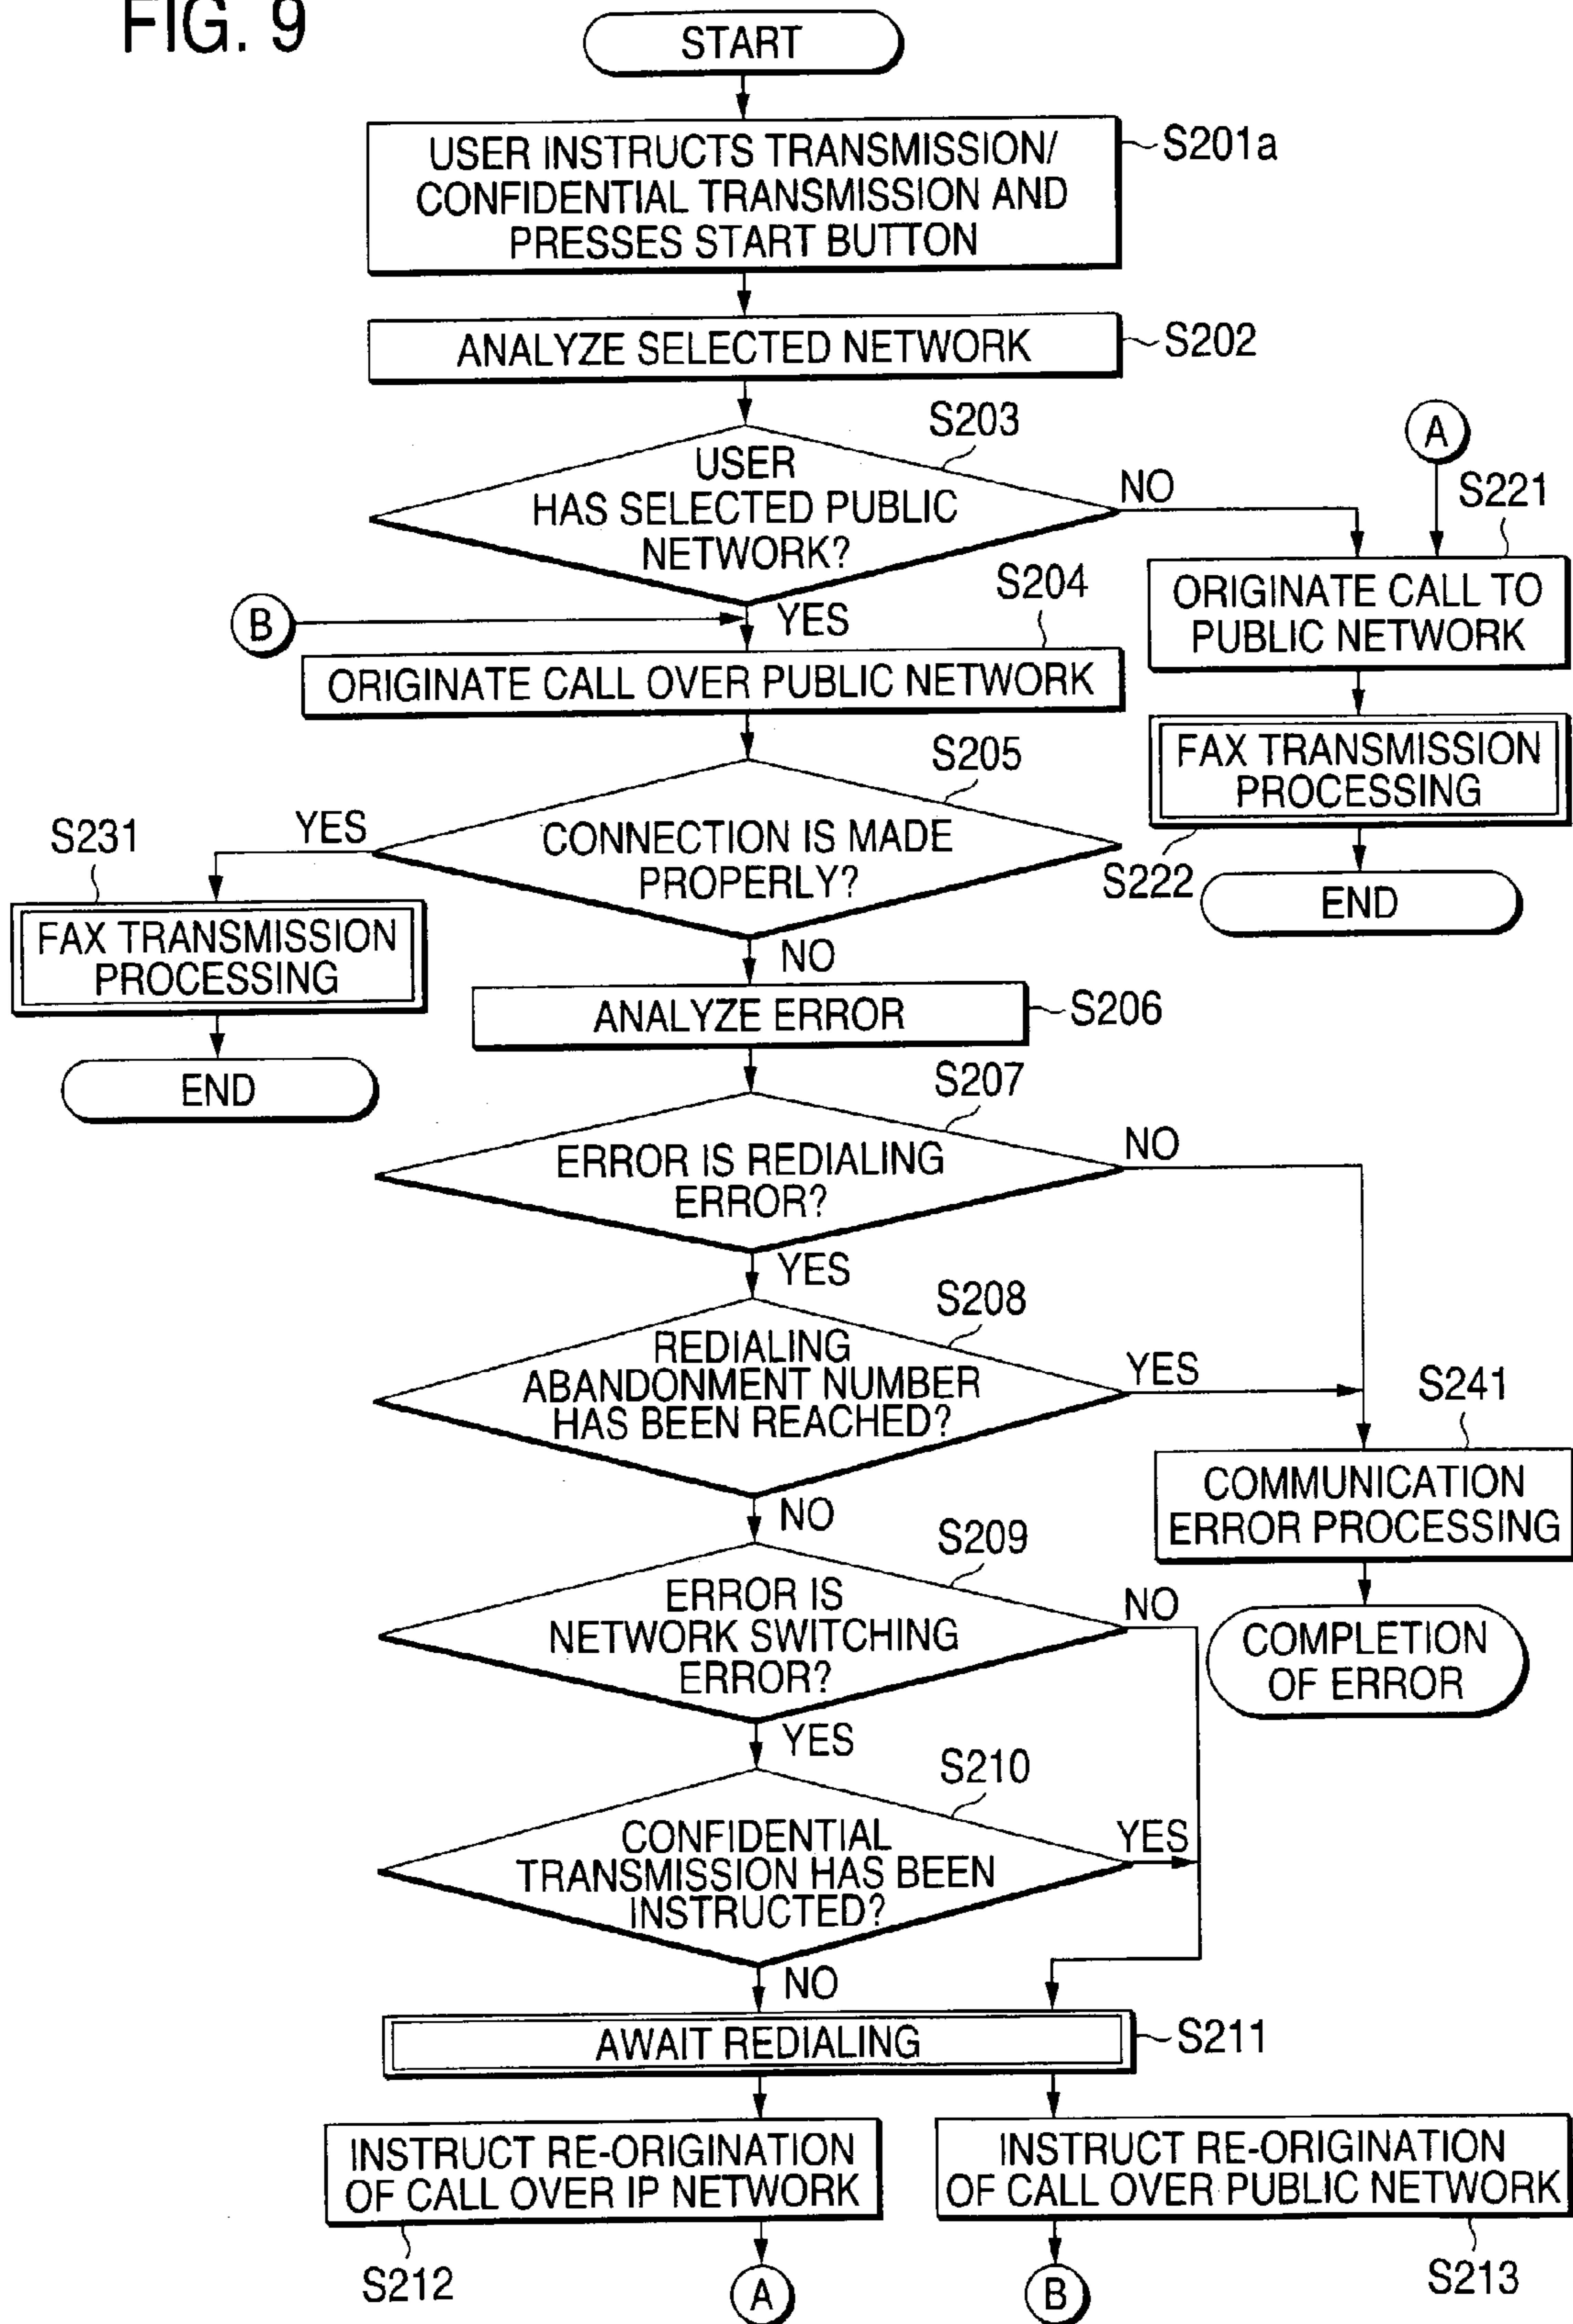 FIG. 9
START
USER INSTRUCTS TRANSMISSION/
CONFIDENTIAL TRANSMISSION AND
PRESSES START BUTTON
S201a
ANALYZE SELECTED NETWORK
S202
S203
USER
HAS SELECTED PUBLIC
NETWORK?
NO
YES
A
S221
ORIGINATE CALL TO
PUBLIC NETWORK
B
S204
ORIGINATE CALL OVER PUBLIC NETWORK
FAX TRANSMISSION
PROCESSING
S222
END
S205
CONNECTION IS MADE
PROPERLY?
YES
NO
S231
FAX TRANSMISSION
PROCESSING
END
ANALYZE ERROR
S206
S207
ERROR IS REDIALING
ERROR?
NO
YES
S208
REDIALING
ABANDONMENT NUMBER
HAS BEEN REACHED?
YES
NO
S241
COMMUNICATION
ERROR PROCESSING
COMPLETION
OF ERROR
S209
ERROR IS
NETWORK SWITCHING
ERROR?
NO
YES
S210
CONFIDENTIAL
TRANSMISSION HAS BEEN
INSTRUCTED?
YES
NO
AWAIT REDIALING
S211
INSTRUCT RE-ORIGINATION
OF CALL OVER IP NETWORK
S212
A
INSTRUCT RE-ORIGINATION
OF CALL OVER PUBLIC NETWORK
S213
B